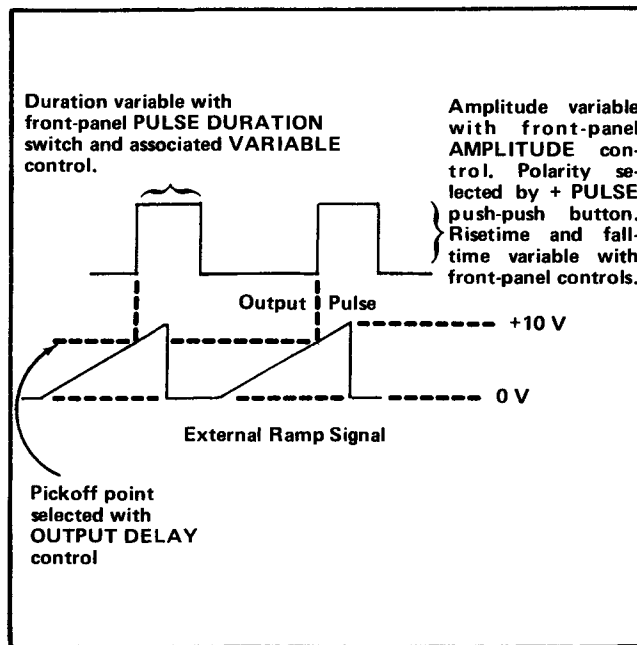 Duration variable with
front-panel PULSE DURATION
switch and associated VARIABLE
control.
Amplitude variable
with front-panel
AMPLITUDE con-
trol. Polarity se-
lected by + PULSE
push-push button.
Risetime and fall-
time variable with
front-panel controls.
Output Pulse
+10 V
0 V
External Ramp Signal
Pickoff point
selected with
OUTPUT DELAY
control